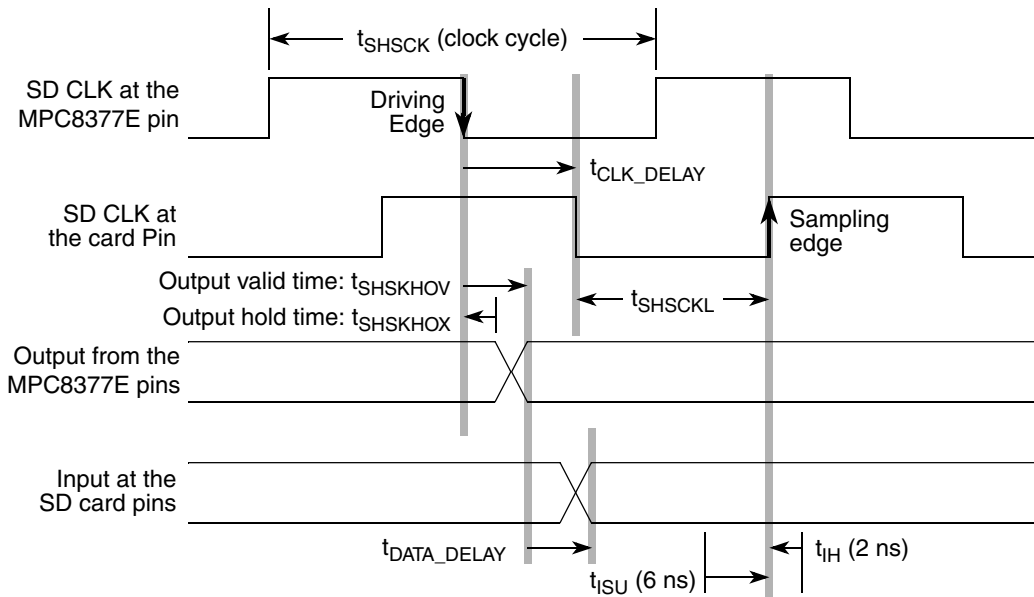 tSHSCK (clock cycle)
SD CLK at the
MPC8377E pin
Driving
Edge
tCLK_DELAY
SD CLK at
the card Pin
Sampling
edge
Output valid time: tSHSKHOV
tSHSCKL
Output hold time: tSHSKHOX
Output from the
MPC8377E pins
Input at the
SD card pins
tDATA_DELAY
tIH (2 ns)
tISU (6 ns)